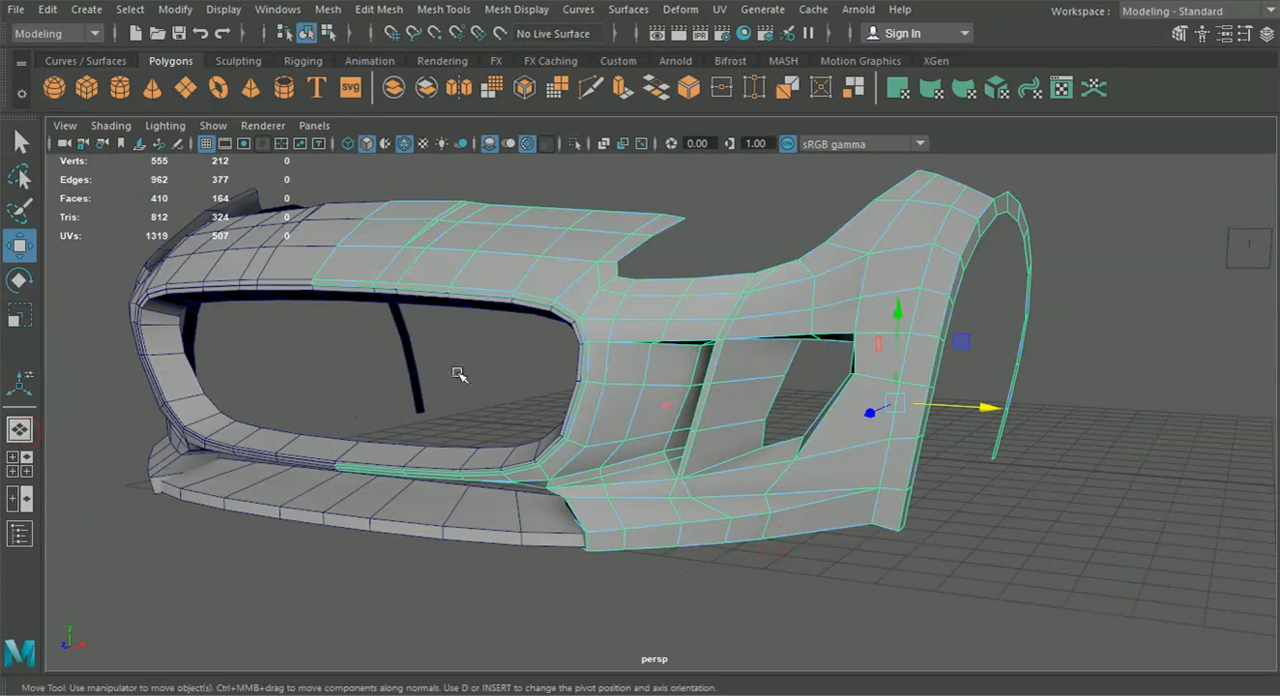 File Edit Create Select Modify Display Windows Mesh Edit Mesh Mesh Tools Mesh Display Curves Surfaces Deform UV Generate Cache Arnold Help Workspace: Modeling - Standard
Modeling No Live Surface Sign In
Curves / Surfaces Polygons Sculpting Rigging Animation Rendering FX FX Caching Custom Arnold Bifrost MASH Motion Graphics XGen
T svg
View Shading Lighting Show Renderer Panels
0.00 1.00 sRGB gamma
Verts: 555 212 0
Edges: 962 377 0
Faces: 410 164 0
Tris: 812 324 0
UVs: 1319 507 0
persp
Move Tool: Use manipulator to move object(s). Ctrl+MMB+drag to move components along normals. Use D or INSERT to change the pivot position and axis orientation.